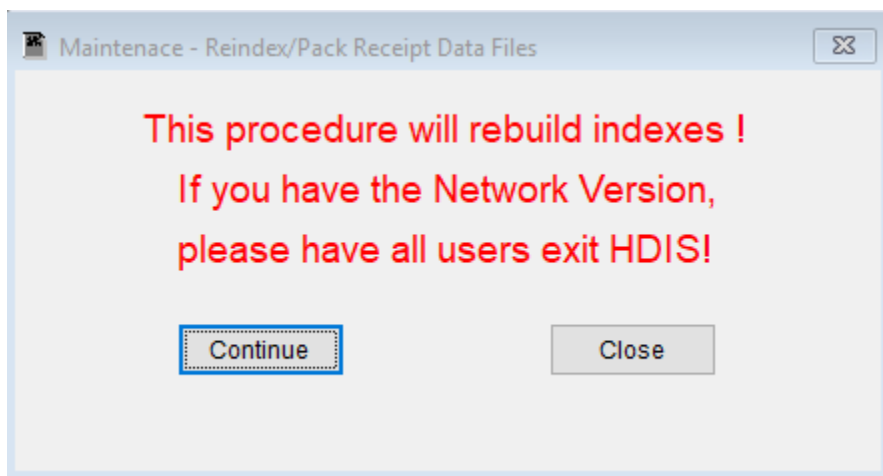 Maintenace - Reindex/Pack Receipt Data Files
This procedure will rebuild indexes !
If you have the Network Version,
please have all users exit HDIS!
Continue
Close